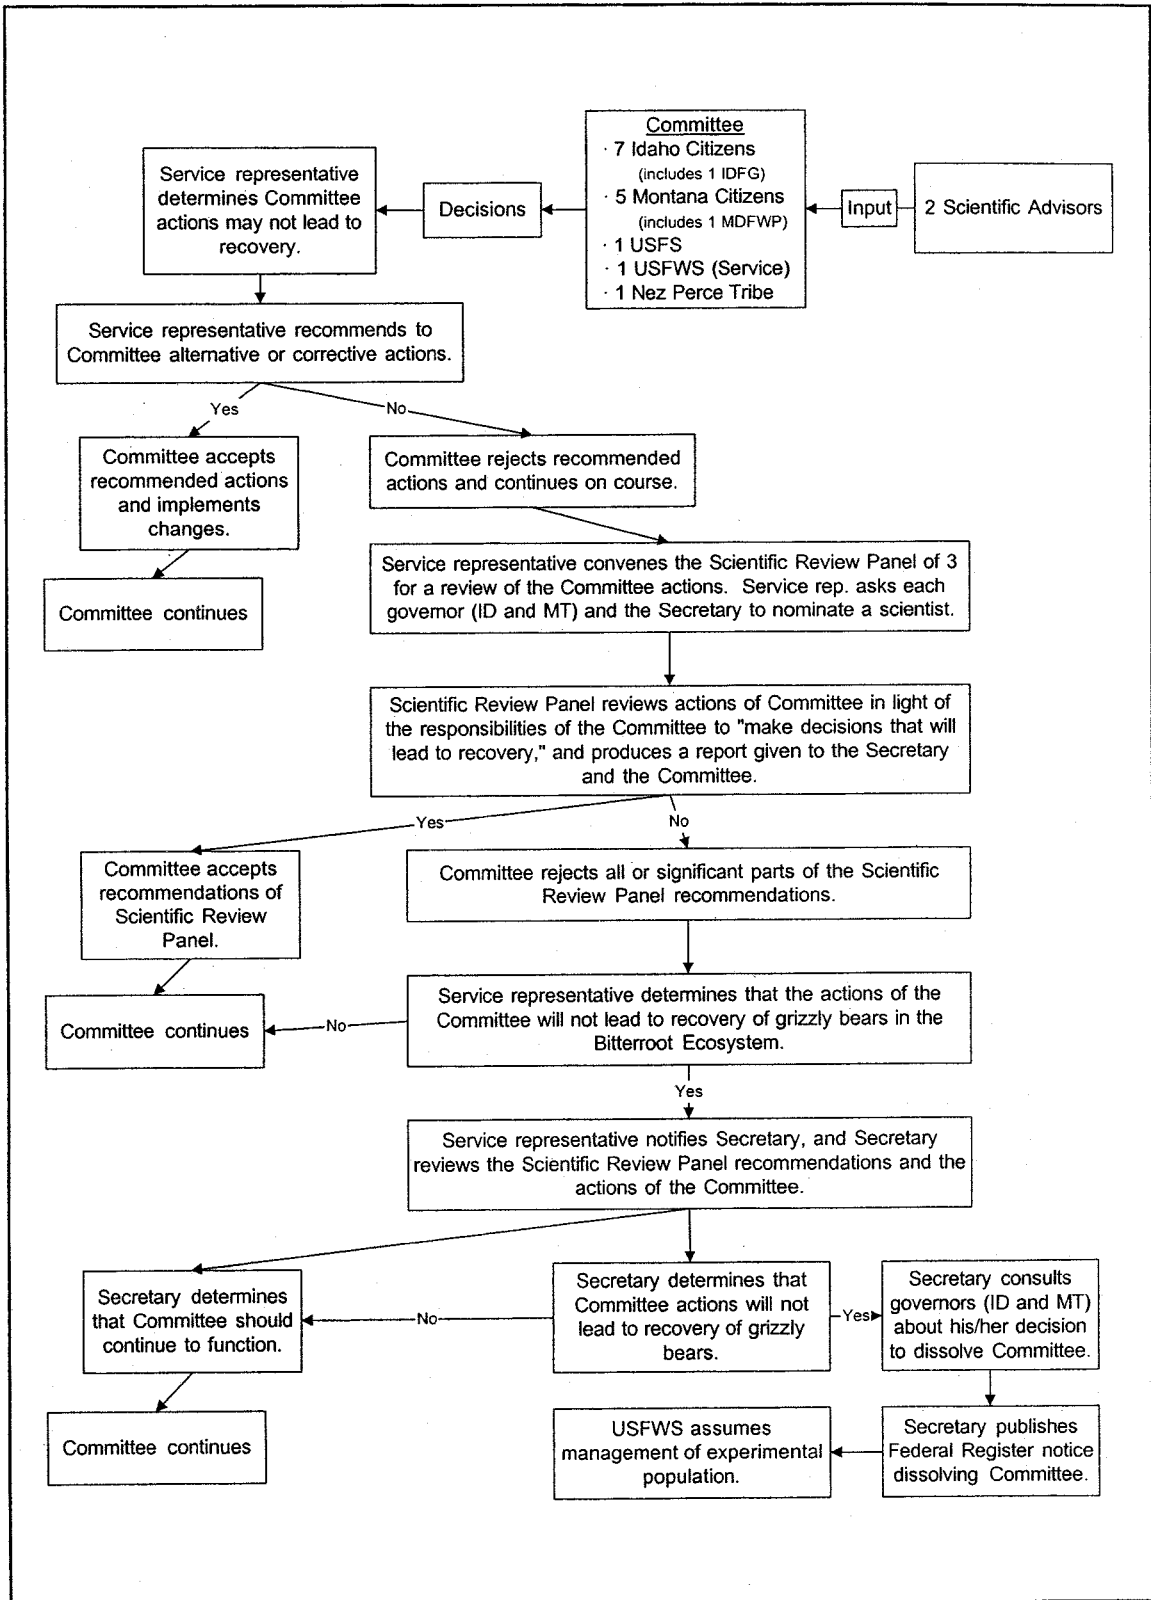 Committee
· 7 Idaho Citizens
(includes 1 IDFG)
· 5 Montana Citizens
(includes 1 MDFWP)
· 1 USFS
· 1 USFWS (Service)
· 1 Nez Perce Tribe
Input
2 Scientific Advisors
Decisions
Service representative
determines Committee
actions may not lead to
recovery.
Service representative recommends to
Committee alternative or corrective actions.
Yes
No
Committee accepts
recommended actions
and implements
changes.
Committee rejects recommended
actions and continues on course.
Committee continues
Service representative convenes the Scientific Review Panel of 3
for a review of the Committee actions. Service rep. asks each
governor (ID and MT) and the Secretary to nominate a scientist.
Scientific Review Panel reviews actions of Committee in light of
the responsibilities of the Committee to "make decisions that will
lead to recovery," and produces a report given to the Secretary
and the Committee.
Yes
No
Committee accepts
recommendations of
Scientific Review
Panel.
Committee rejects all or significant parts of the Scientific
Review Panel recommendations.
Committee continues
No
Service representative determines that the actions of the
Committee will not lead to recovery of grizzly bears in the
Bitterroot Ecosystem.
Yes
Service representative notifies Secretary, and Secretary
reviews the Scientific Review Panel recommendations and the
actions of the Committee.
Secretary determines
that Committee should
continue to function.
No
Secretary determines that
Committee actions will not
lead to recovery of grizzly
bears.
Yes
Secretary consults
governors (ID and MT)
about his/her decision
to dissolve Committee.
Committee continues
USFWS assumes
management of experimental
population.
Secretary publishes
Federal Register notice
dissolving Committee.